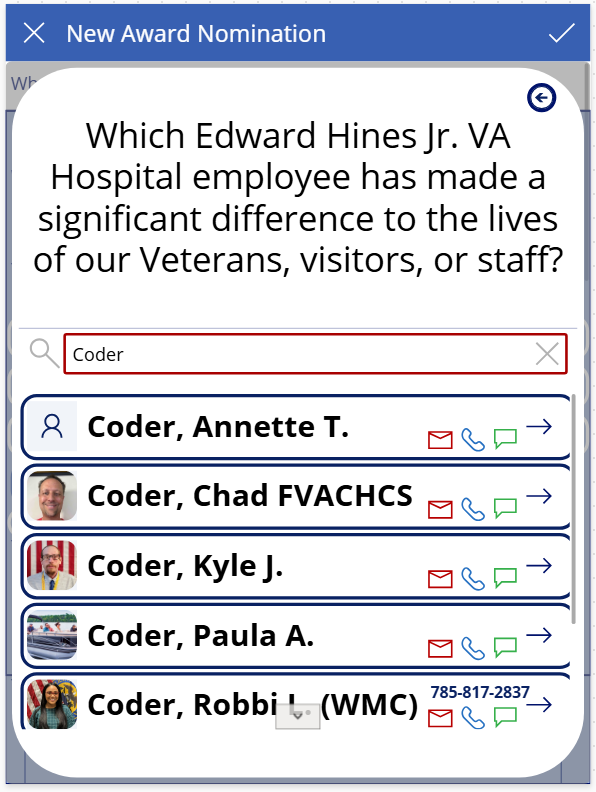 New Award Nomination
Wh
Which Edward Hines Jr. VA
Hospital employee has made a
significant difference to the lives
of our Veterans, visitors, or staff?
Coder
Coder, Annette T.
Coder, Chad FVACHCS
Coder, Kyle J.
Coder, Paula A.
785-817-2837
Coder, Robbi L. (WMC)